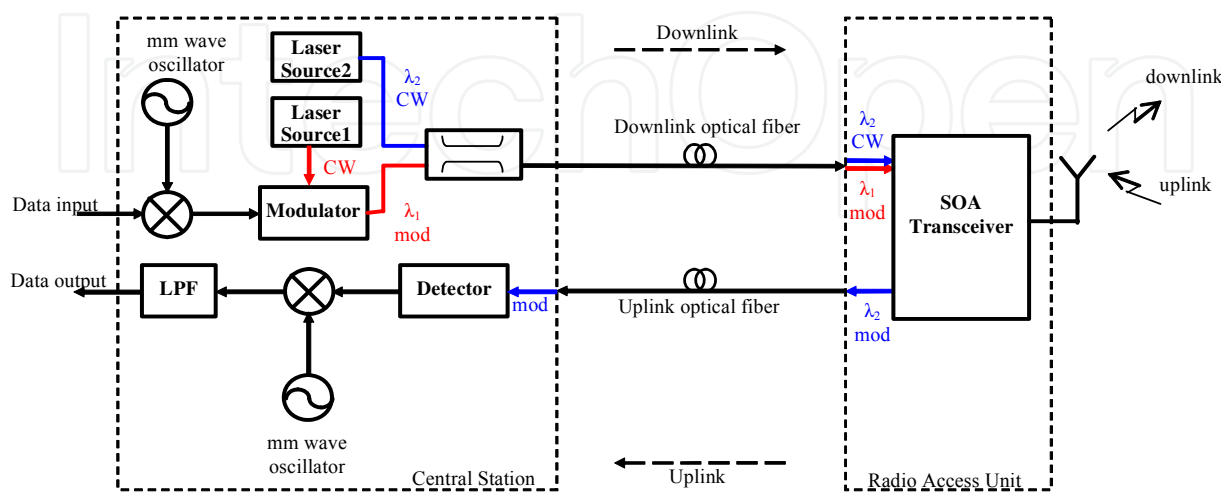 IntechOpen
mm wave
oscillator
Laser
Source2
λ2
CW
Laser
Source1
CW
Data input
Modulator
λ1
mod
Downlink
Downlink optical fiber
λ2
CW
λ1
mod
SOA
Transceiver
downlink
uplink
Data output
LPF
Detector
mod
Uplink optical fiber
λ2
mod
mm wave
oscillator
Central Station
Uplink
Radio Access Unit